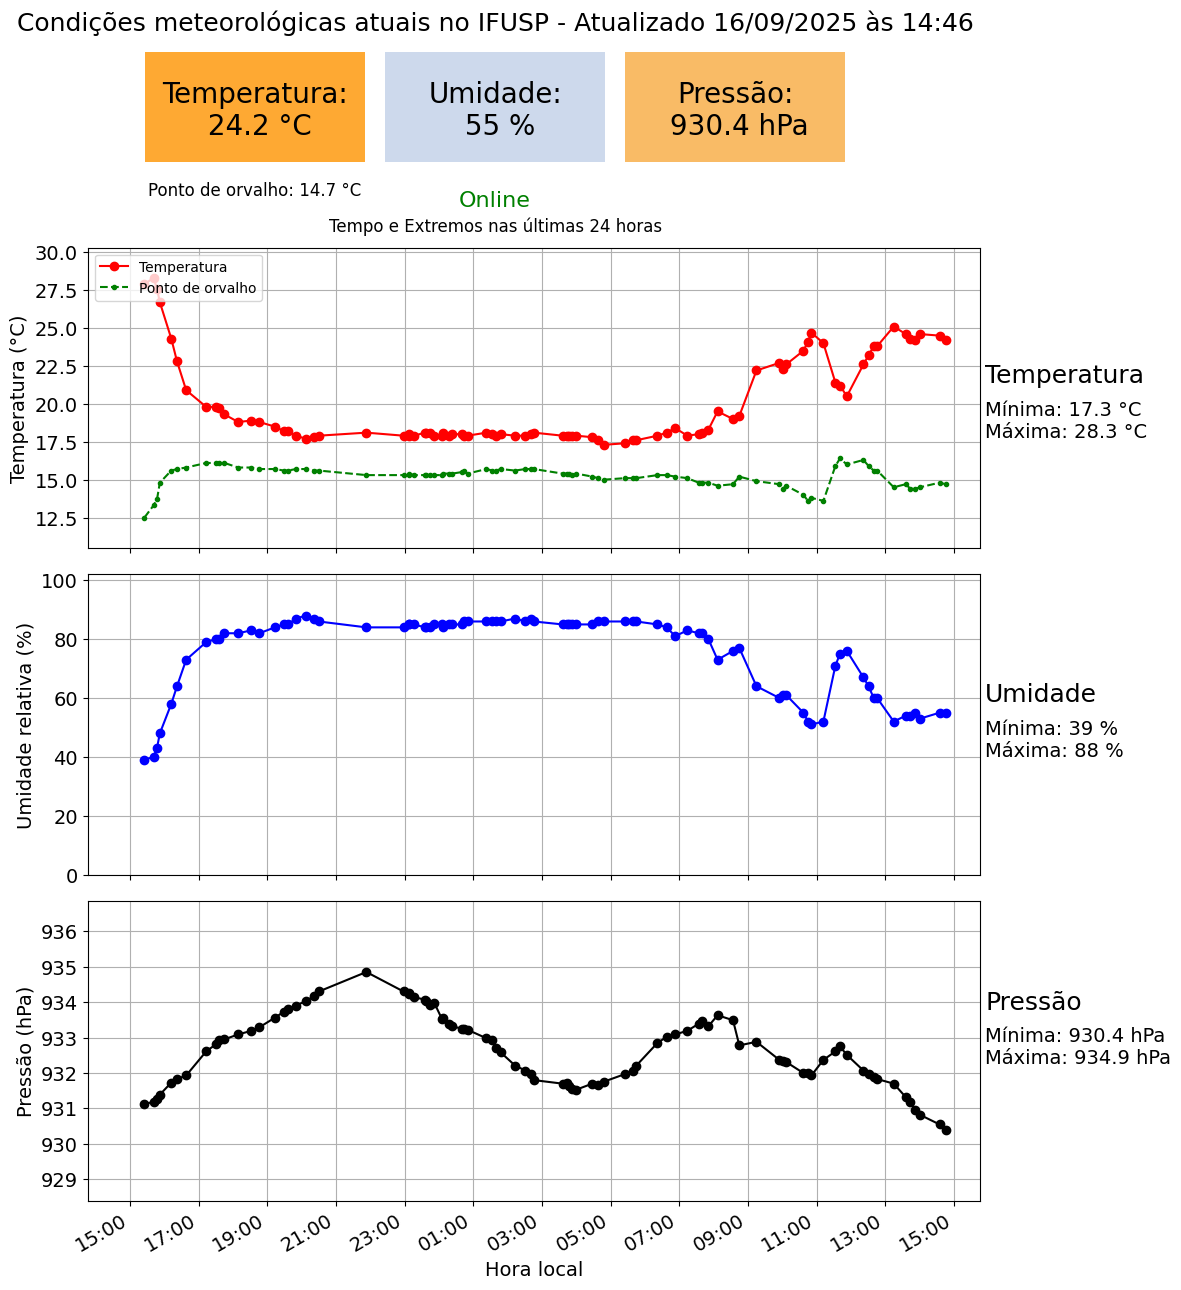 Condições meteorológicas atuais no IFUSP - Atualizado 16/09/2025 às 14:46
Temperatura:
24.2 °C
Umidade:
55 %
Pressão:
930.4 hPa
Ponto de orvalho: 14.7 °C
Online
Tempo e Extremos nas últimas 24 horas
Temperatura (°C)
30.0
27.5
25.0
22.5
20.0
17.5
15.0
12.5
Temperatura
Ponto de orvalho
Temperatura
Mínima: 17.3 °C
Máxima: 28.3 °C
Umidade relativa (%)
100
80
60
40
20
0
Umidade
Mínima: 39 %
Máxima: 88 %
Pressão (hPa)
936
935
934
933
932
931
930
929
Pressão
Mínima: 930.4 hPa
Máxima: 934.9 hPa
15:00
17:00
19:00
21:00
23:00
01:00
03:00
05:00
07:00
09:00
11:00
13:00
15:00
Hora local